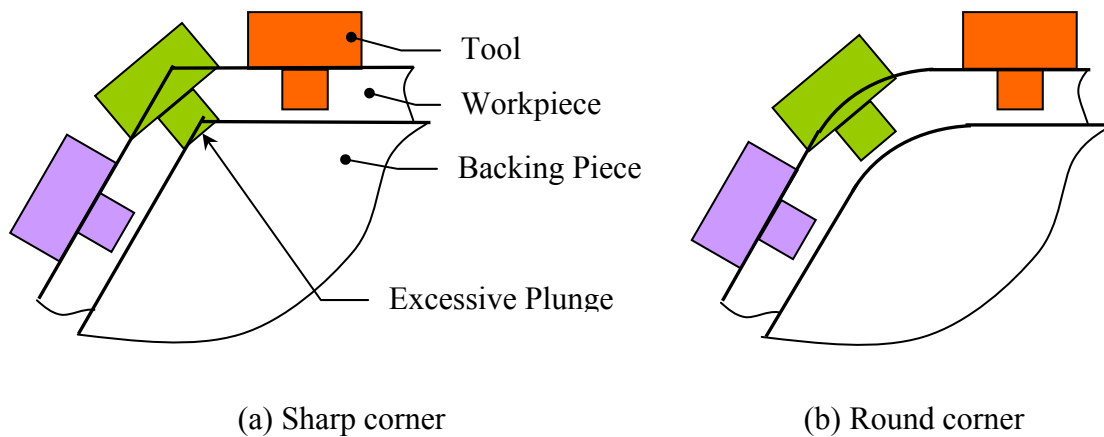 Tool
Workpiece
Backing Piece
Excessive Plunge
(a) Sharp corner
(b) Round corner